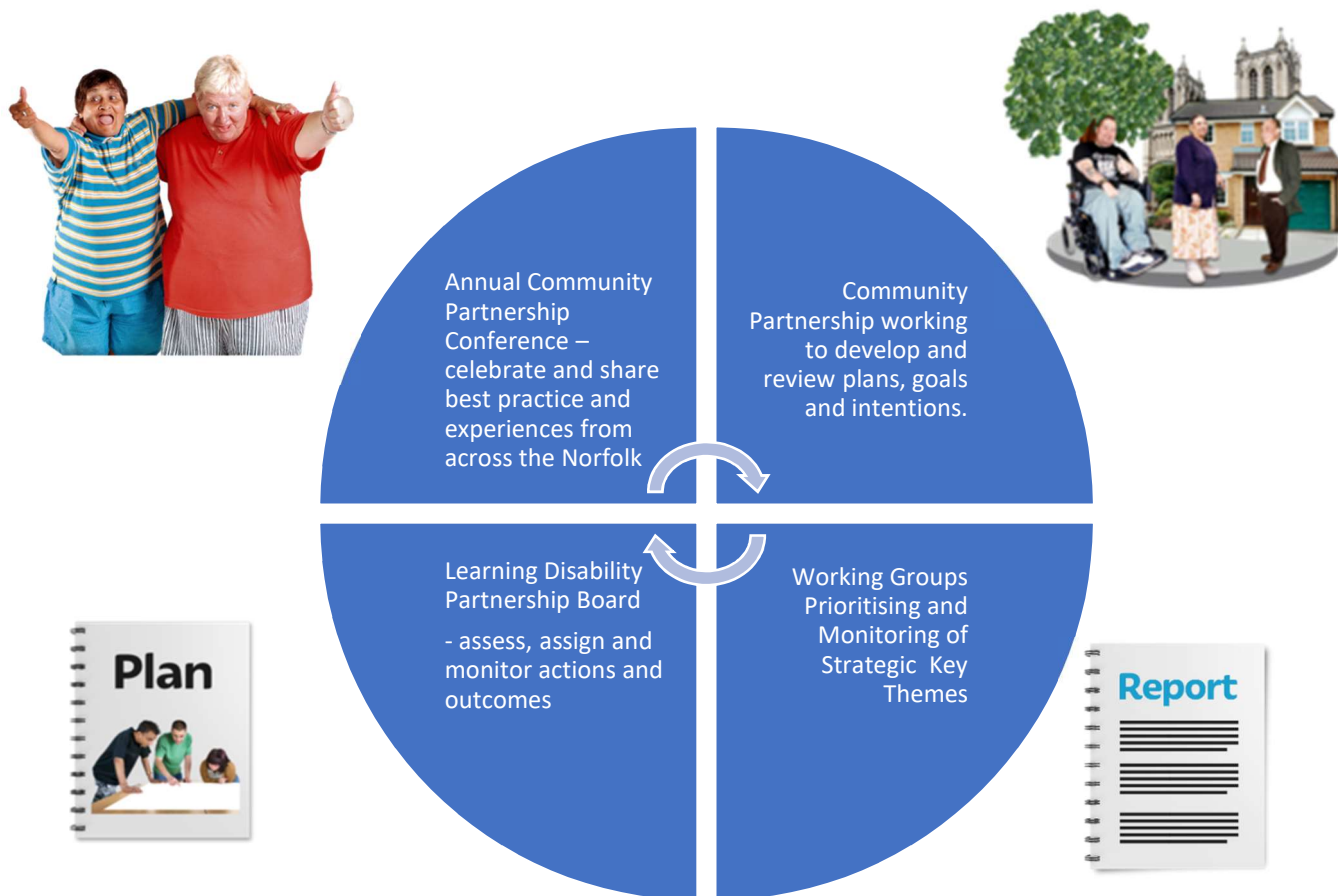 Annual Community
Partnership
Conference –
celebrate and share
best practice and
experiences from
across the Norfolk
Community
Partnership working
to develop and
review plans, goals
and intentions.
Learning Disability
Partnership Board
- assess, assign and
monitor actions and
outcomes
Working Groups
Prioritising and
Monitoring of
Strategic Key
Themes
Plan
Report